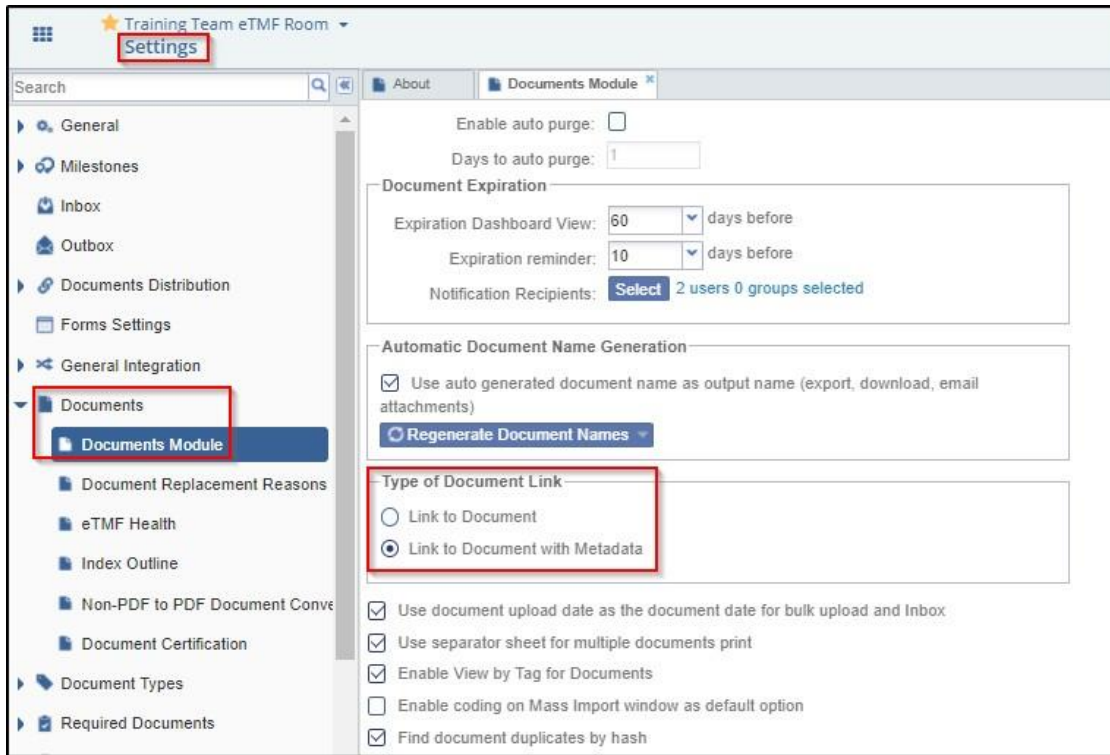 Training Team eTMF Room
Settings
Search
General
Milestones
Inbox
Outbox
Documents Distribution
Forms Settings
General Integration
Documents
Documents Module
Document Replacement Reasons
eTMF Health
Index Outline
Non-PDF to PDF Document Conve
Document Certification
Document Types
Required Documents
About
Documents Module
Enable auto purge:
Days to auto purge: 1
Document Expiration
Expiration Dashboard View: 60 days before
Expiration reminder: 10 days before
Notification Recipients: Select 2 users 0 groups selected
Automatic Document Name Generation
Use auto generated document name as output name (export, download, email
attachments)
Regenerate Document Names
Type of Document Link
Link to Document
Link to Document with Metadata
Use document upload date as the document date for bulk upload and Inbox
Use separator sheet for multiple documents print
Enable View by Tag for Documents
Enable coding on Mass Import window as default option
Find document duplicates by hash